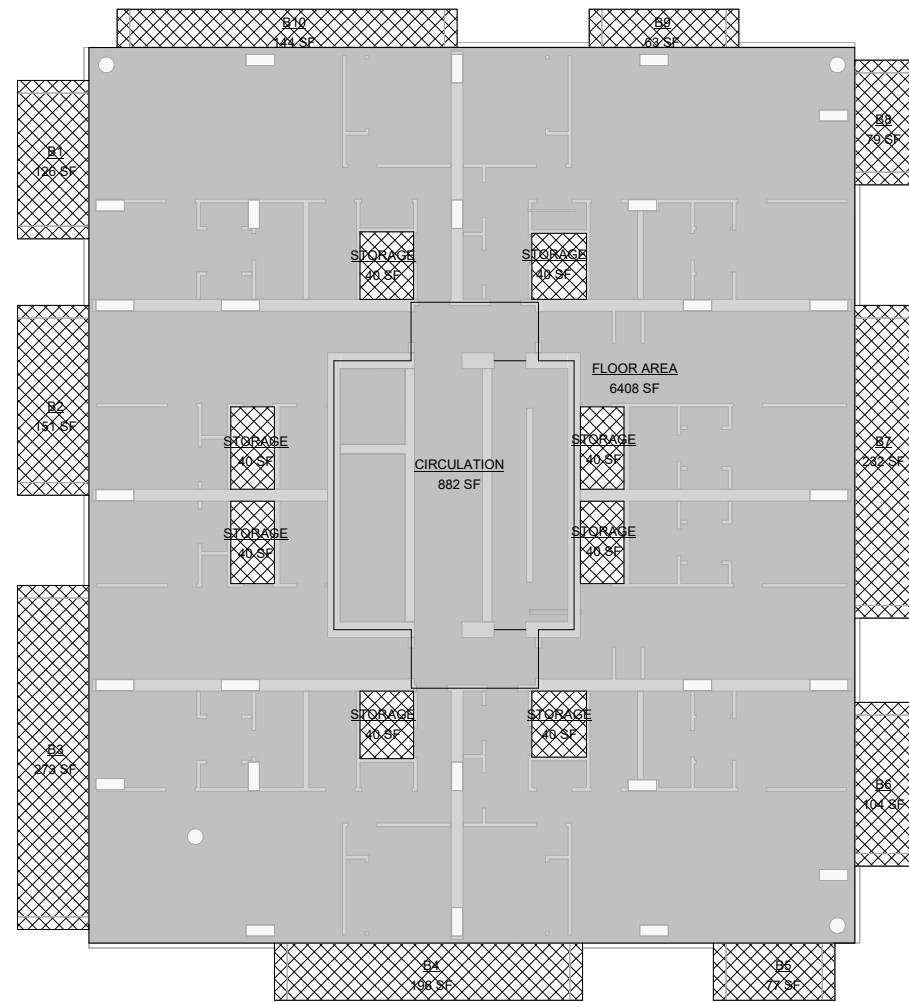 B10
144 SF
B9
63 SF
B8
79 SF
B1
126 SF
STORAGE
40 SF
STORAGE
40 SF
FLOOR AREA
6408 SF
B2
151 SF
STORAGE
40 SF
CIRCULATION
882 SF
STORAGE
40 SF
B7
232 SF
STORAGE
40 SF
STORAGE
40 SF
B3
273 SF
STORAGE
40 SF
STORAGE
40 SF
B6
104 SF
B4
196 SF
B5
77 SF